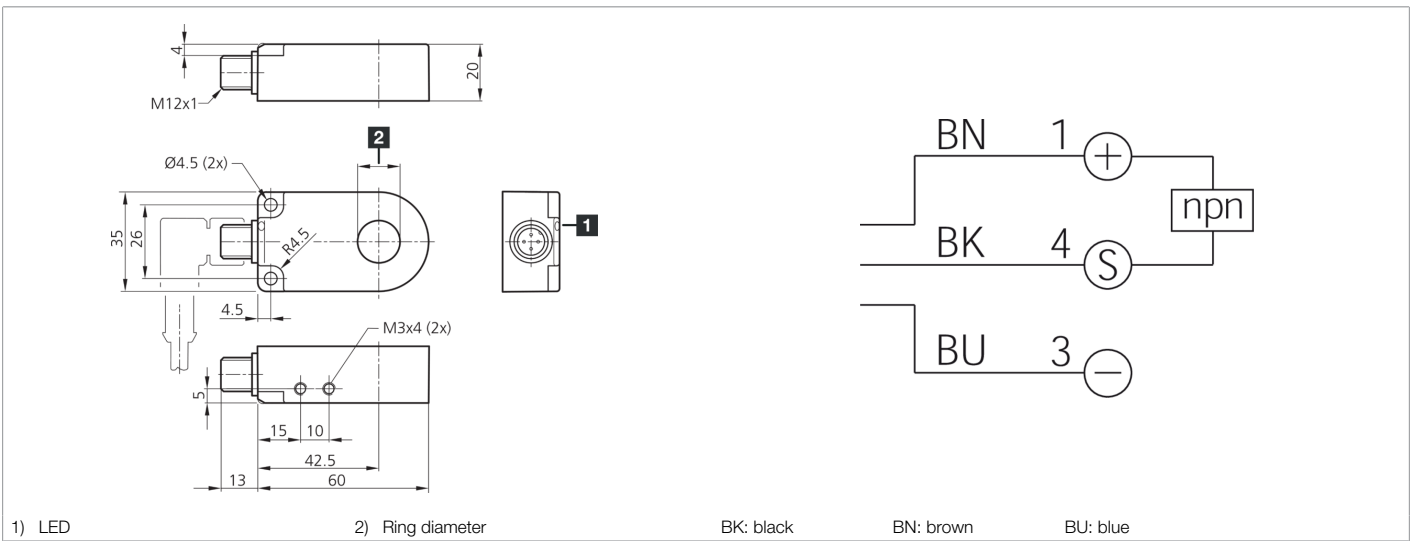 4
20
M12x1
2
Ø4.5 (2x)
35
26
R4.5
1
4.5
M3x4 (2x)
5
15
10
42.5
13
60
BN 1 +
npn
BK 4 S
BU 3 −
1) LED
2) Ring diameter
BK: black
BN: brown
BU: blue